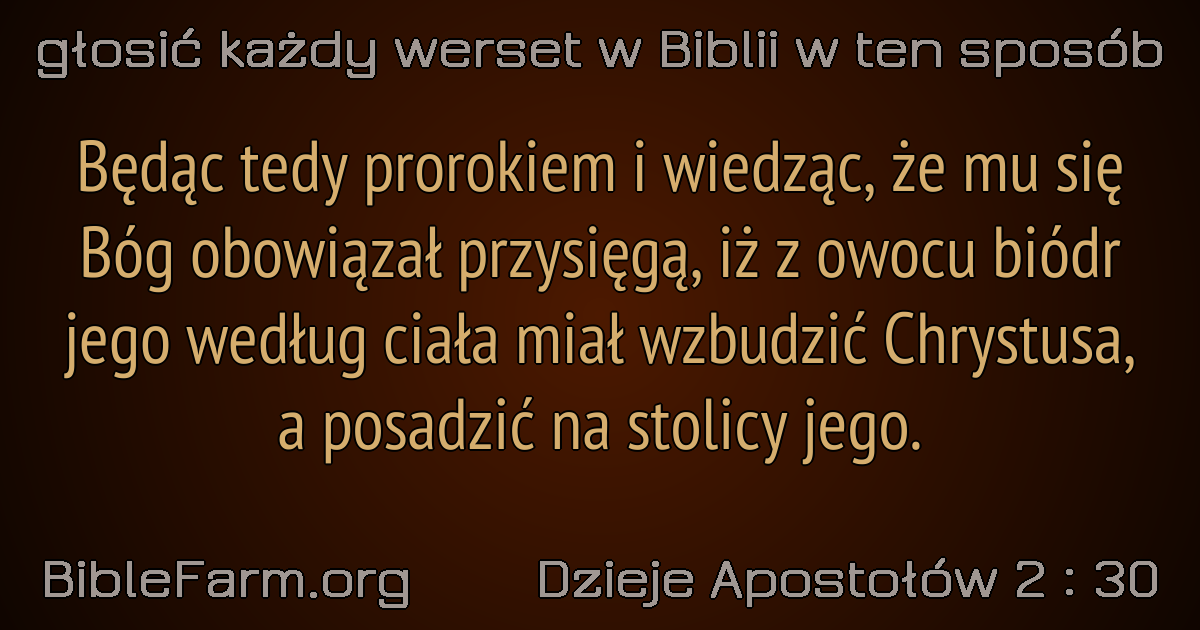 głosić każdy werset w Biblii w ten sposób
Będąc tedy prorokiem i wiedząc, że mu się
Bóg obowiązał przysięgą, iż z owocu biódr
jego według ciała miał wzbudzić Chrystusa,
a posadzić na stolicy jego.
BibleFarm.org
Dzieje Apostołów 2 : 30